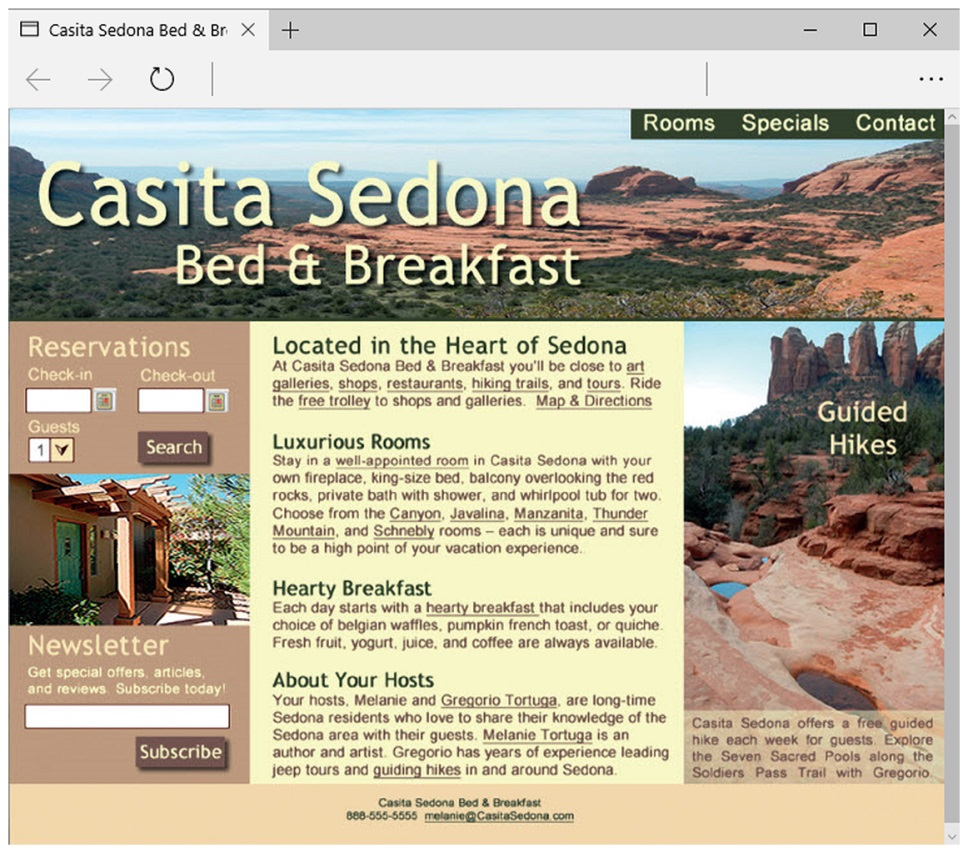 Casita Sedona Bed & Br
Rooms Specials Contact
Casita Sedona
Bed & Breakfast
Reservations
Check-in Check-out
Guests
1 Search
Newsletter
Get special offers, articles,
and reviews. Subscribe today!
Subscribe
Located in the Heart of Sedona
At Casita Sedona Bed & Breakfast you'll be close to art
galleries, shops, restaurants, hiking trails, and tours. Ride
the free trolley to shops and galleries. Map & Directions
Luxurious Rooms
Stay in a well-appointed room in Casita Sedona with your
own fireplace, king-size bed, balcony overlooking the red
rocks, private bath with shower, and whirlpool tub for two.
Choose from the Canyon, Javalina, Manzanita, Thunder
Mountain, and Schnebly rooms – each is unique and sure
to be a high point of your vacation experience.
Hearty Breakfast
Each day starts with a hearty breakfast that includes your
choice of belgian waffles, pumpkin french toast, or quiche.
Fresh fruit, yogurt, juice, and coffee are always available.
About Your Hosts
Your hosts, Melanie and Gregorio Tortuga, are long-time
Sedona residents who love to share their knowledge of the
Sedona area with their guests. Melanie Tortuga is an
author and artist. Gregorio has years of experience leading
jeep tours and guiding hikes in and around Sedona.
Guided
Hikes
Casita Sedona offers a free guided
hike each week for guests. Explore
the Seven Sacred Pools along the
Soldiers Pass Trail with Gregorio.
Casita Sedona Bed & Breakfast
888-555-5555 melanie@CasitaSedona.com